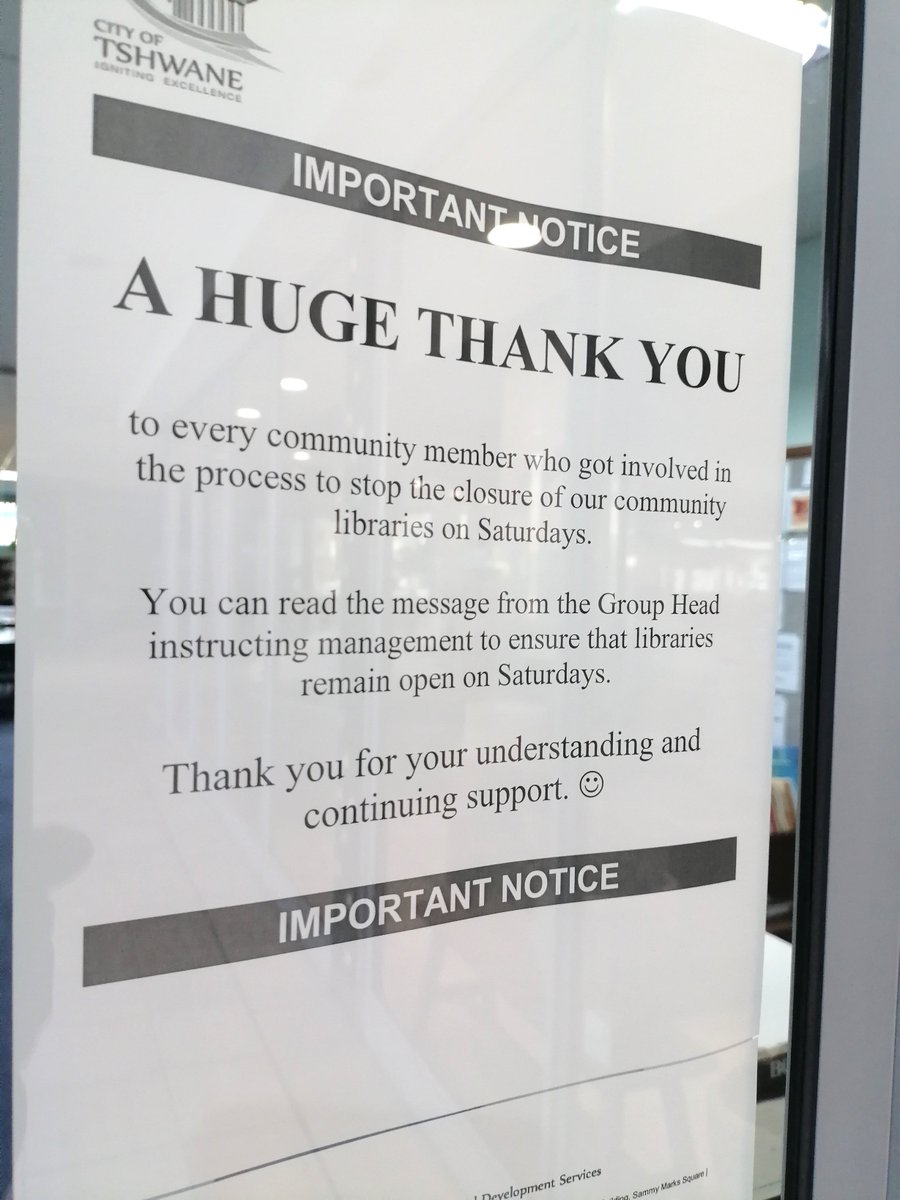 CITY OF
TSHWANE
IGNITING EXCELLENCE
IMPORTANT NOTICE
A HUGE THANK YOU
to every community member who got involved in
the process to stop the closure of our community
libraries on Saturdays.
You can read the message from the Group Head
instructing management to ensure that libraries
remain open on Saturdays.
Thank you for your understanding and
continuing support. ☺
IMPORTANT NOTICE
Development Services
Sammy Marks Square |